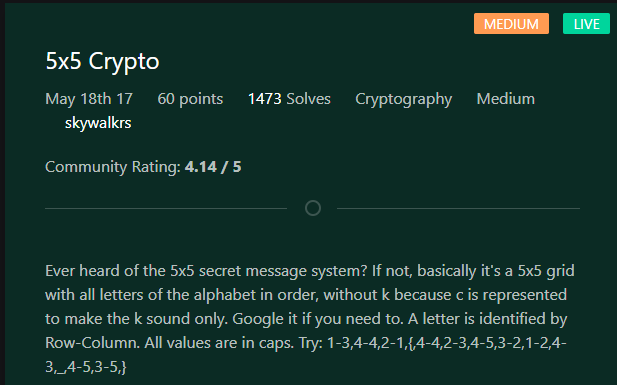 MEDIUM LIVE
5x5 Crypto
May 18th 17 60 points 1473 Solves Cryptography Medium
skywalkrs
Community Rating: 4.14 / 5
Ever heard of the 5x5 secret message system? If not, basically it's a 5x5 grid
with all letters of the alphabet in order, without k because c is represented
to make the k sound only. Google it if you need to. A letter is identified by
Row-Column. All values are in caps. Try: 1-3,4-4,2-1,{,4-4,2-3,4-5,3-2,1-2,4-
3,_,4-5,3-5,}